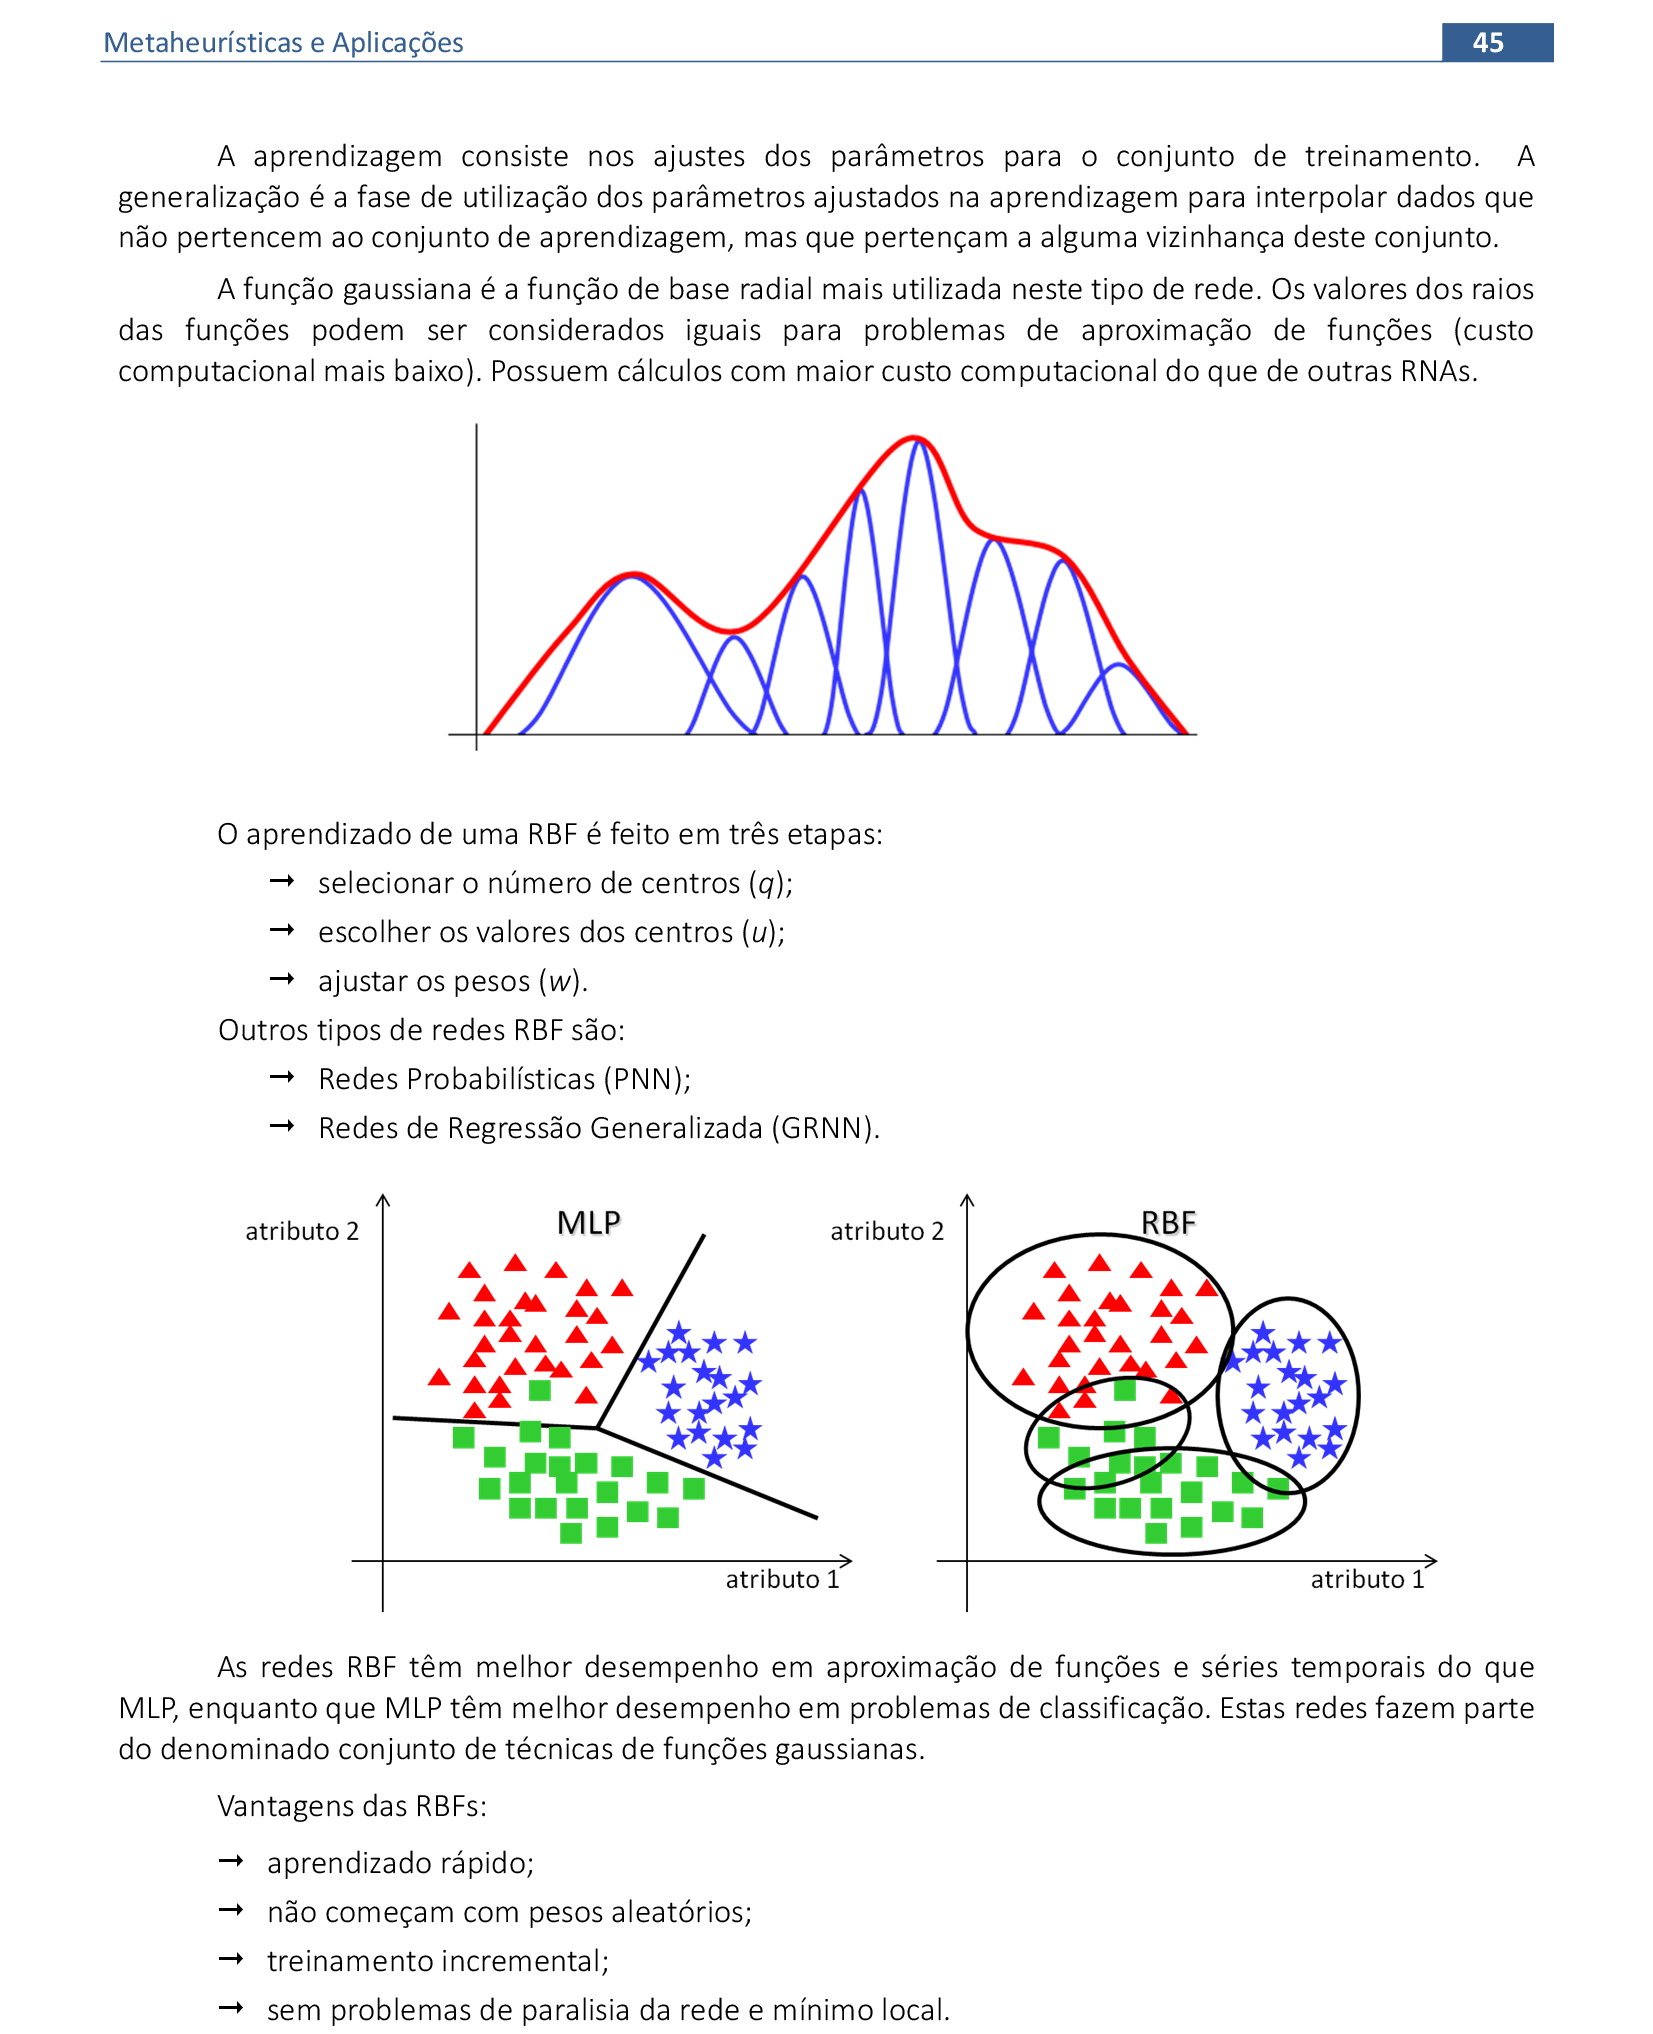 Metaheurísticas e Aplicações
45
A aprendizagem consiste nos ajustes dos parâmetros para o conjunto de treinamento. A
generalização é a fase de utilização dos parâmetros ajustados na aprendizagem para interpolar dados que
não pertencem ao conjunto de aprendizagem, mas que pertençam a alguma vizinhança deste conjunto.
A função gaussiana é a função de base radial mais utilizada neste tipo de rede. Os valores dos raios
das funções podem ser considerados iguais para problemas de aproximação de funções (custo
computacional mais baixo). Possuem cálculos com maior custo computacional do que de outras RNAs.
O aprendizado de uma RBF é feito em três etapas:
→ selecionar o número de centros (q);
→ escolher os valores dos centros (u);
→ ajustar os pesos (w).
Outros tipos de redes RBF são:
→ Redes Probabilísticas (PNN);
→ Redes de Regressão Generalizada (GRNN).
atributo 2
MLP
atributo 1
atributo 2
RBF
atributo 1
As redes RBF têm melhor desempenho em aproximação de funções e séries temporais do que
MLP, enquanto que MLP têm melhor desempenho em problemas de classificação. Estas redes fazem parte
do denominado conjunto de técnicas de funções gaussianas.
Vantagens das RBFs:
→ aprendizado rápido;
→ não começam com pesos aleatórios;
→ treinamento incremental;
→ sem problemas de paralisia da rede e mínimo local.